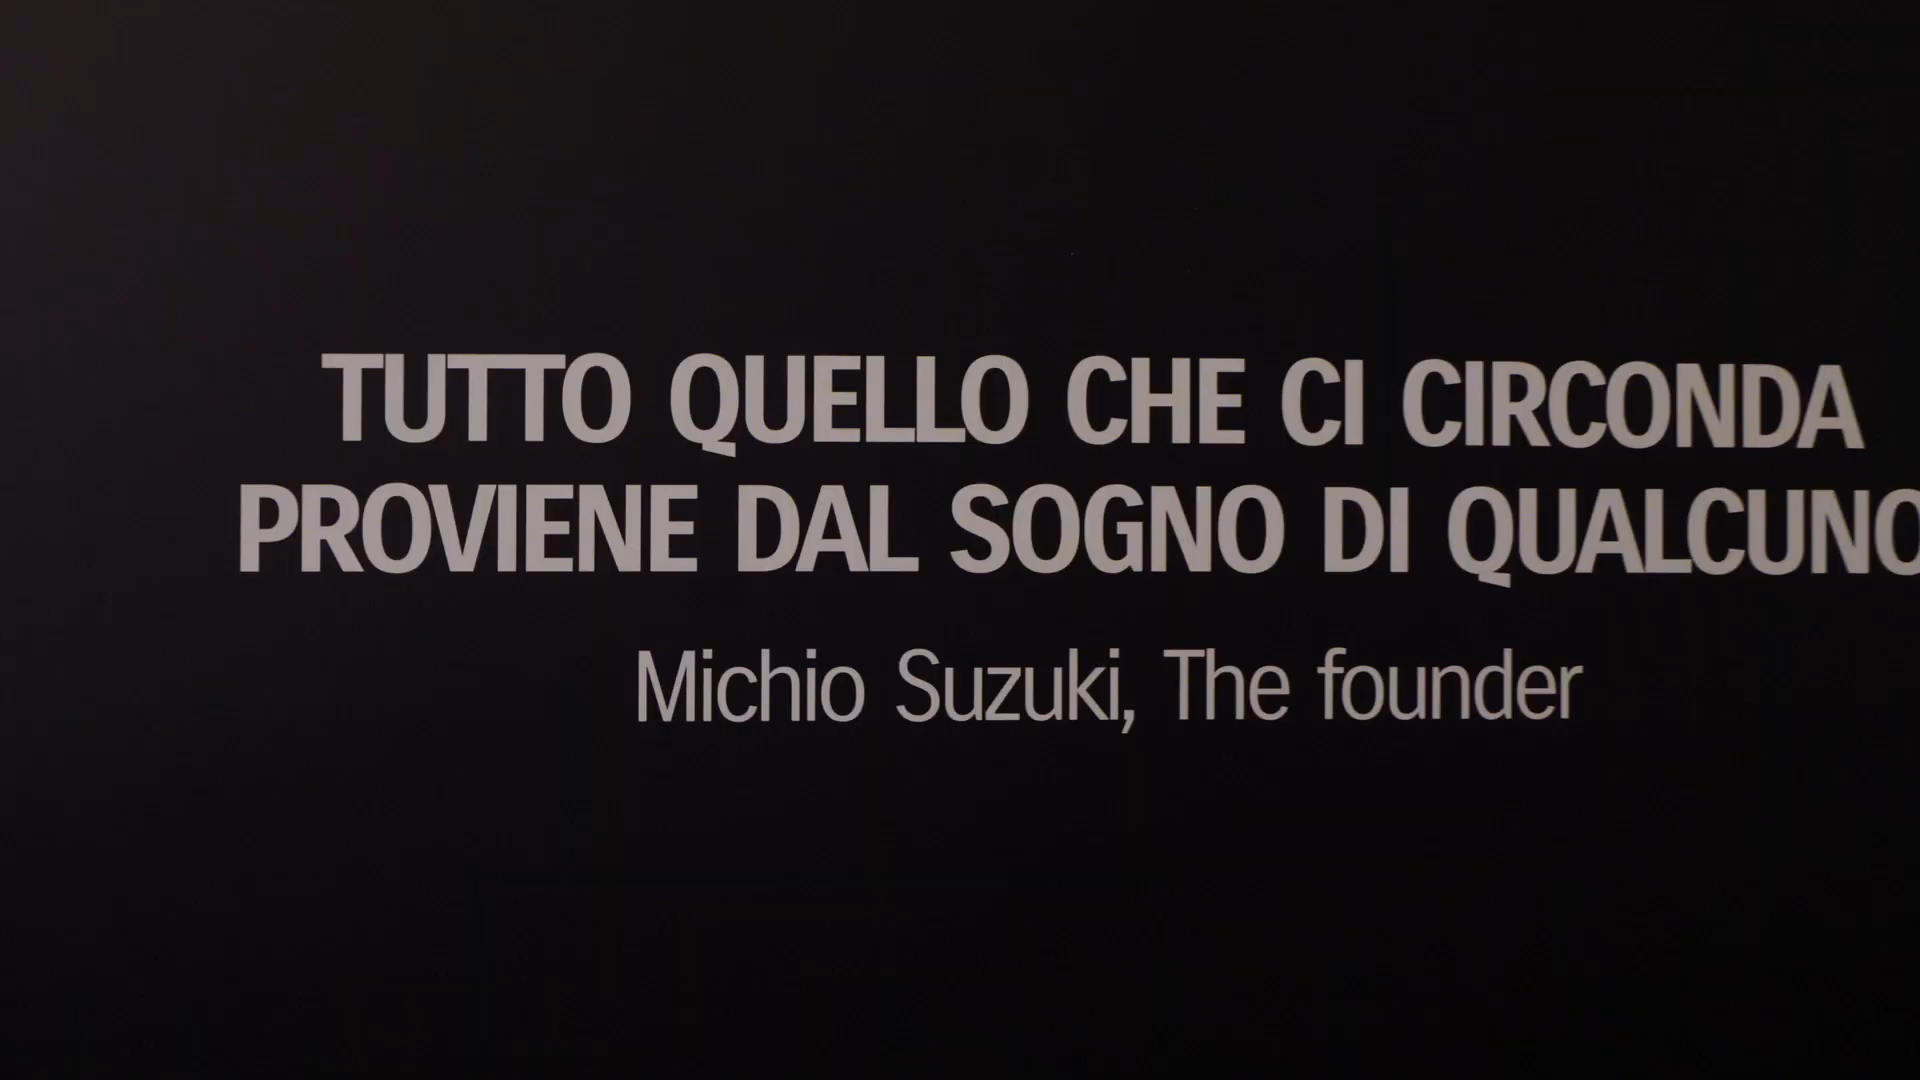 TUTTO QUELLO CHE CI CIRCONDA
PROVIENE DAL SOGNO DI QUALCUNO
Michio Suzuki, The founder